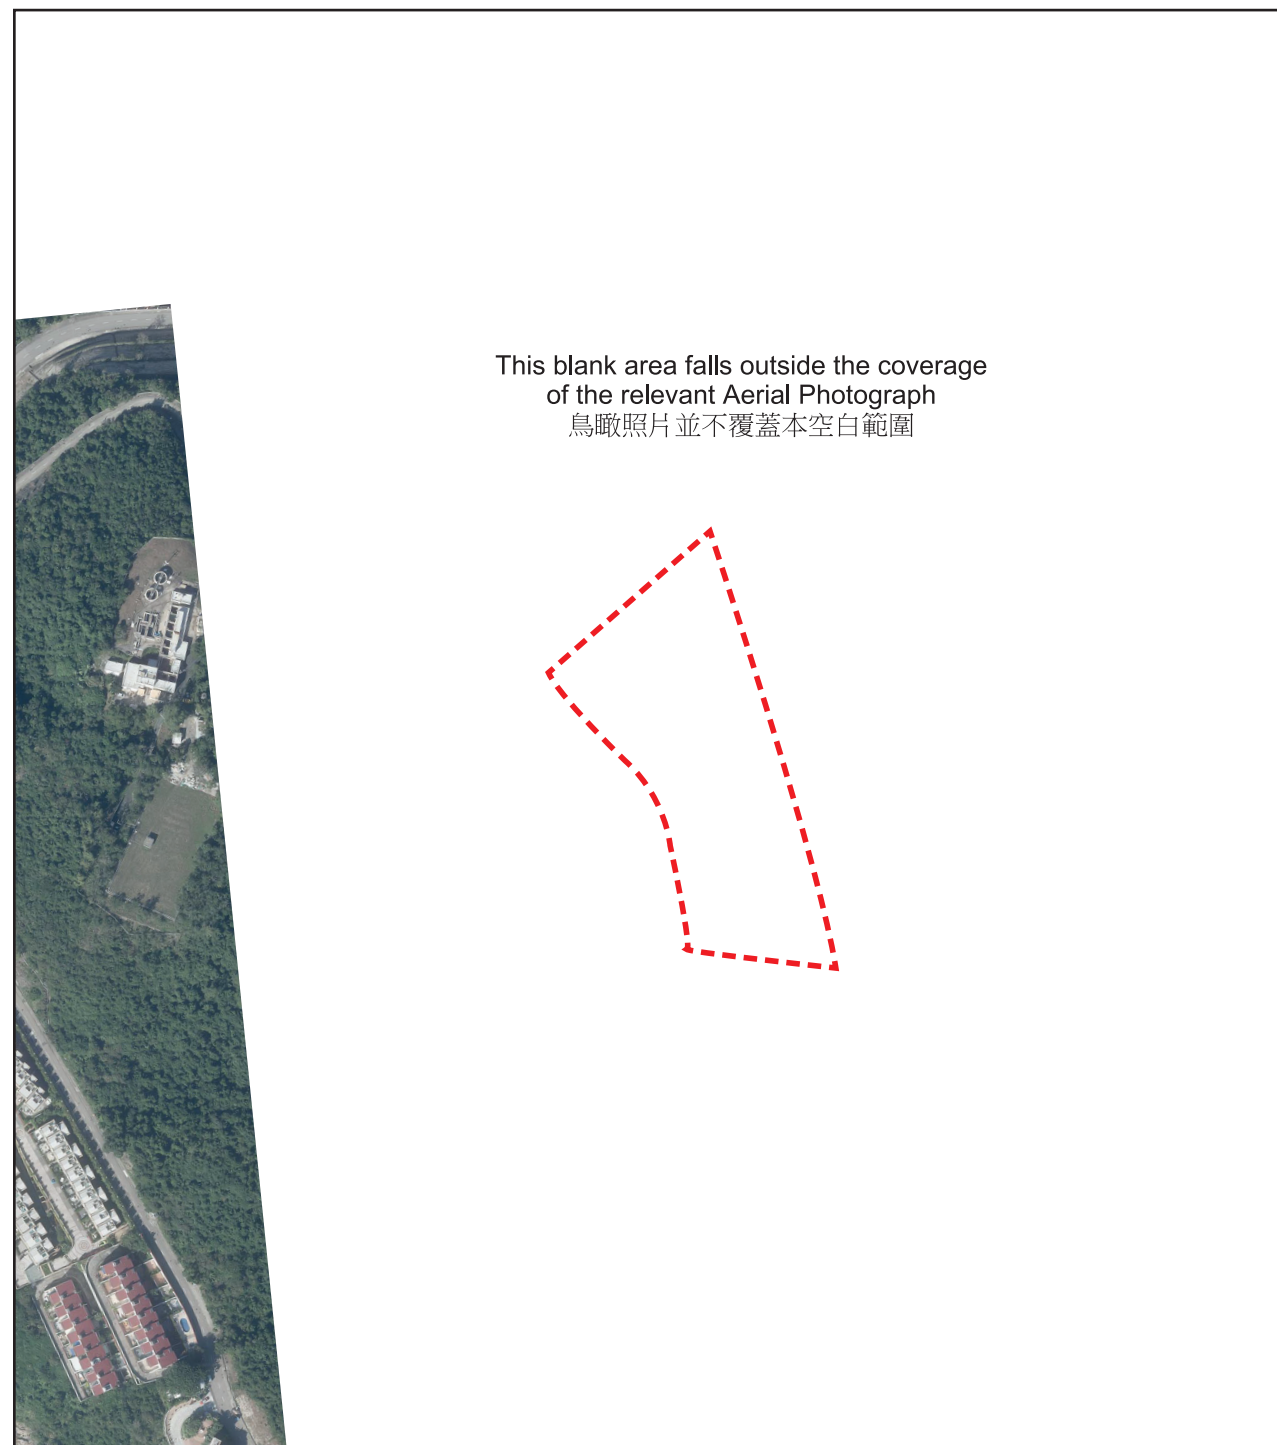 This blank area falls outside the coverage
of the relevant Aerial Photograph
鳥瞰照片並不覆蓋本空白範圍